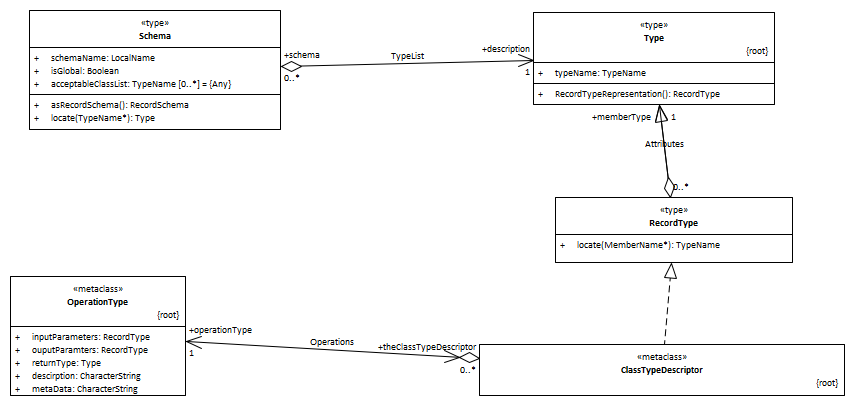 «type»
Schema
+ schemaName: LocalName
+ isGlobal: Boolean
+ acceptableClassList: TypeName [0..*] = {Any}
+ asRecordSchema(): RecordSchema
+ locate(TypeName*): Type
+schema
0..*
TypeList
+description
1
«type»
Type
{root}
+ typeName: TypeName
+ RecordTypeRepresentation(): RecordType
+memberType
1
Attributes
0..*
«type»
RecordType
+ locate(MemberName*): TypeName
«metaclass»
OperationType
{root}
+ inputParameters: RecordType
+ ouputParamters: RecordType
+ returnType: Type
+ descirption: CharacterString
+ metaData: CharacterString
+operationType
1
Operations
+theClassTypeDescriptor
0..*
«metaclass»
ClassTypeDescriptor
{root}